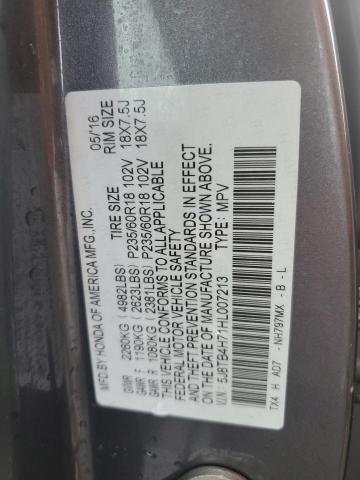 MFD.BY HONDA OF AMERICA MFG.,INC. 05/'16
TIRE SIZE RIM SIZE
GVWR 2260KG (4982LBS)
GAWR F 1190KG (2623LBS) P235/60R18 102V 18X7.5J
GAWR R 1080KG (2381LBS) P235/60R18 102V 18X7.5J
THIS VEHICLE CONFORMS TO ALL APPLICABLE
FEDERAL MOTOR VEHICLE SAFETY
AND THEFT PREVENTION STANDARDS IN EFFECT
ON THE DATE OF MANUFACTURE SHOWN ABOVE.
V.I.N.: 5J8TB4H71HL007213 TYPE: MPV
TX4 H AD7 - NH797MX - B - L